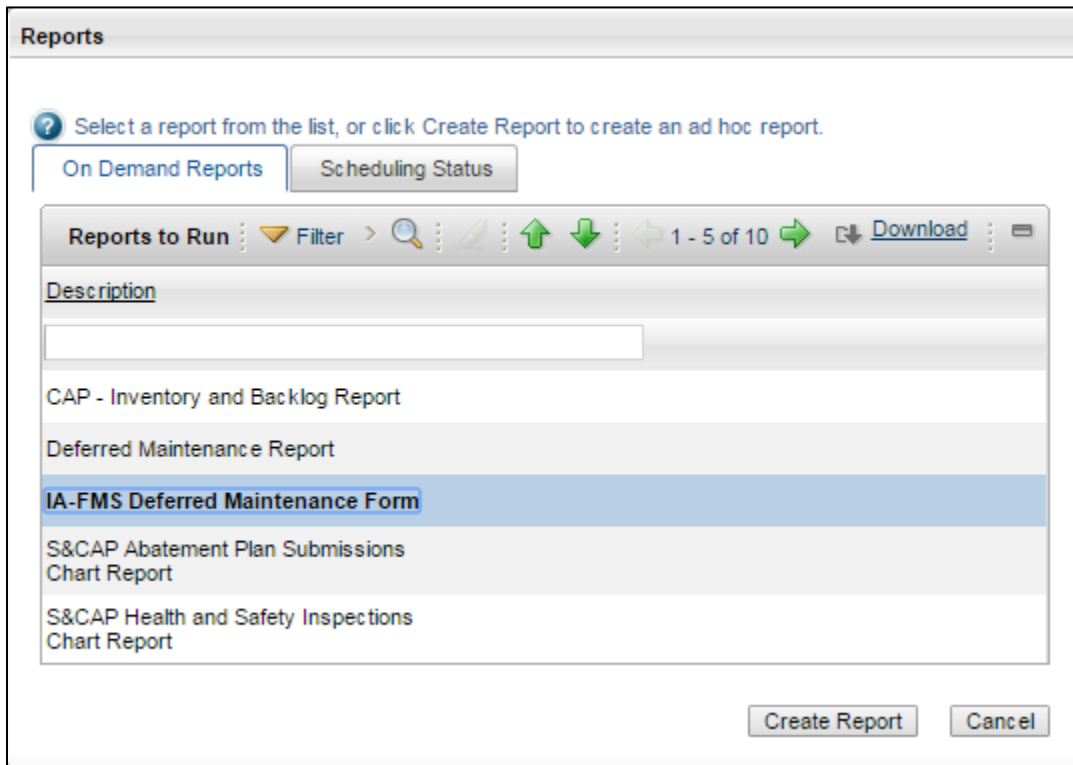 Reports
Select a report from the list, or click Create Report to create an ad hoc report.
On Demand Reports Scheduling Status
Reports to Run Filter > 1 - 5 of 10 Download
Description
CAP - Inventory and Backlog Report
Deferred Maintenance Report
IA-FMS Deferred Maintenance Form
S&CAP Abatement Plan Submissions
Chart Report
S&CAP Health and Safety Inspections
Chart Report
Create Report Cancel